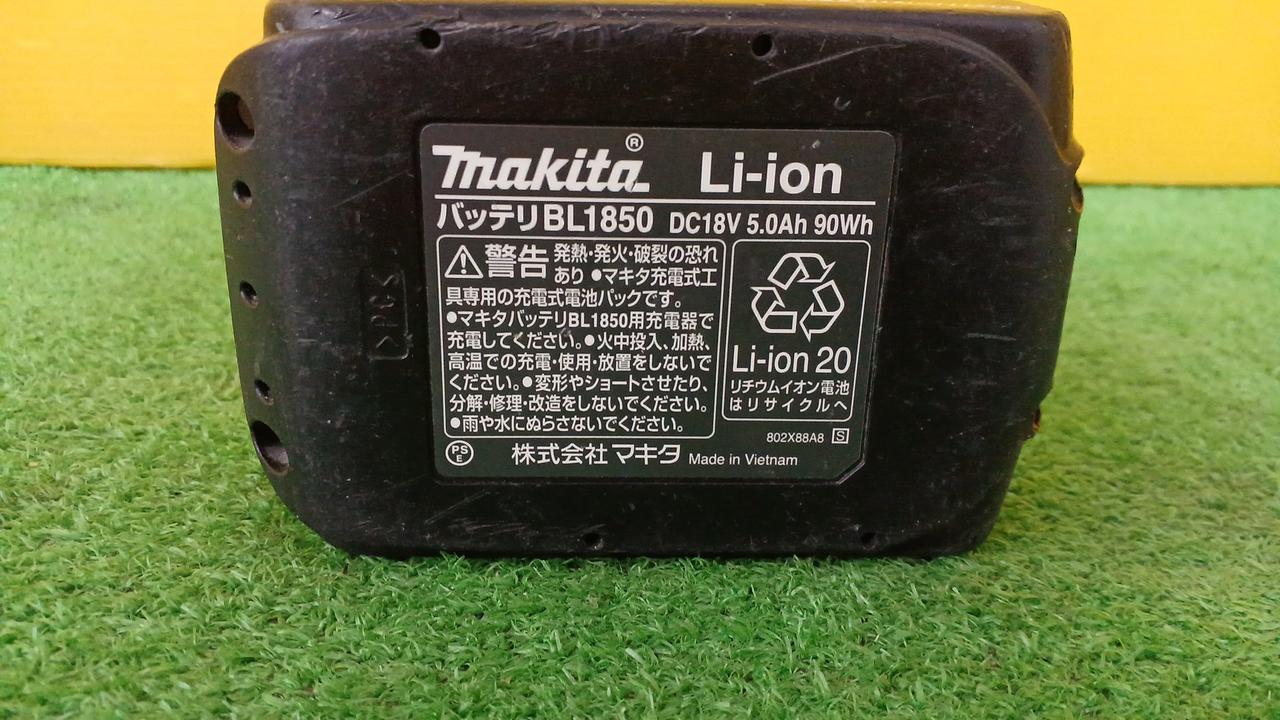 makita® Li-ion
バッテリBL1850 DC18V 5.0Ah 90Wh
警告 発熱・発火・破裂の恐れ
あり ●マキタ充電式工
具専用の充電式電池パックです。
●マキタバッテリBL1850用充電器で
充電してください。●火中投入、加熱、
高温での充電・使用・放置をしないで
ください。●変形やショートさせたり、
分解・修理・改造をしないでください。
●雨や水にぬらさないでください。
Li-ion 20
リチウムイオン電池
はリサイクルへ
802X88A8 S
PS
E
株式会社マキタ Made in Vietnam
>PC<